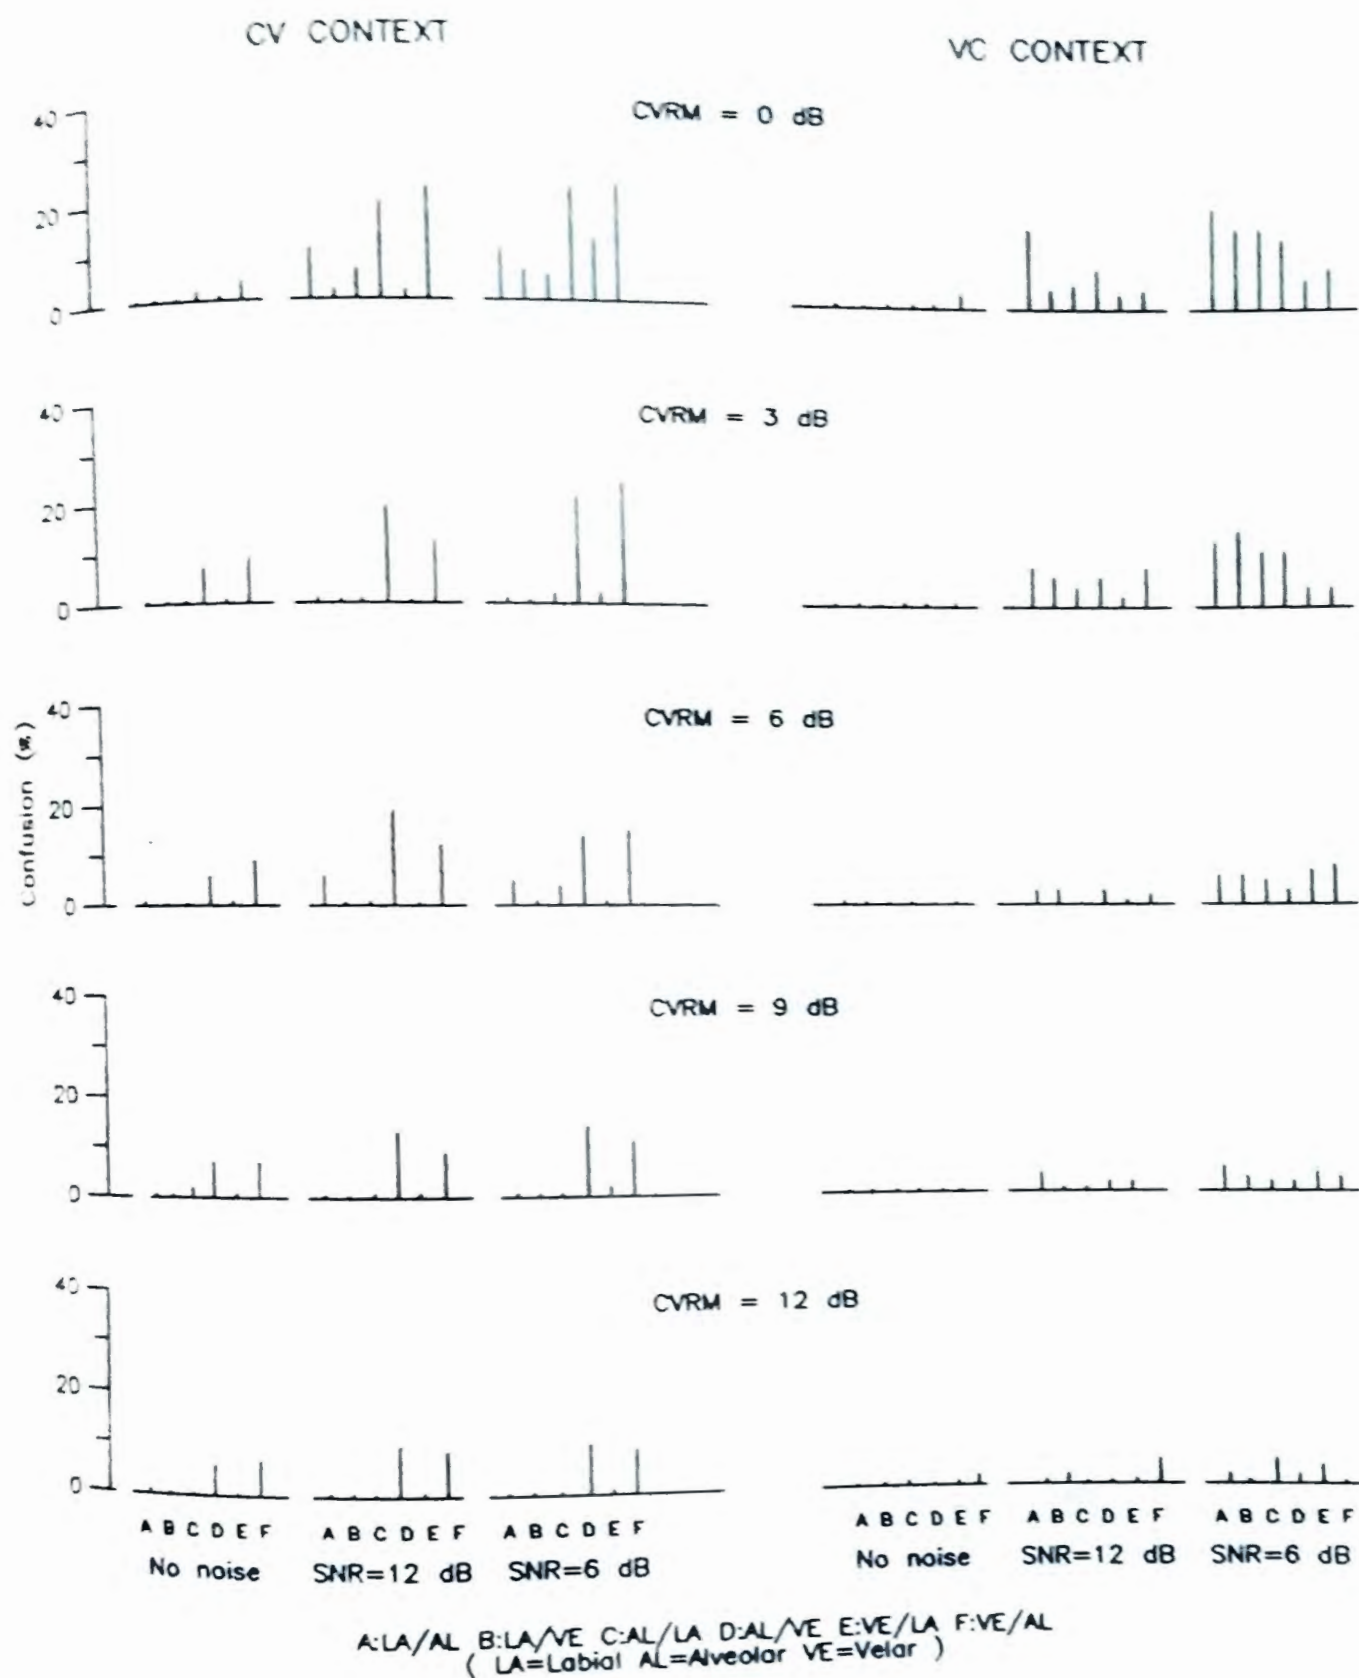 CV CONTEXT
VC CONTEXT
CVRM = 0 dB
40
20
0
CVRM = 3 dB
40
20
0
CVRM = 6 dB
40
20
0
Confusion (%)
CVRM = 9 dB
40
20
0
CVRM = 12 dB
40
20
0
A B C D E F A B C D E F A B C D E F A B C D E F A B C D E F A B C D E F
No noise SNR=12 dB SNR=6 dB No noise SNR=12 dB SNR=6 dB
A:LA/AL B:LA/VE C:AL/LA D:AL/VE E:VE/LA F:VE/AL
( LA=Labial AL=Alveolar VE=Velar )